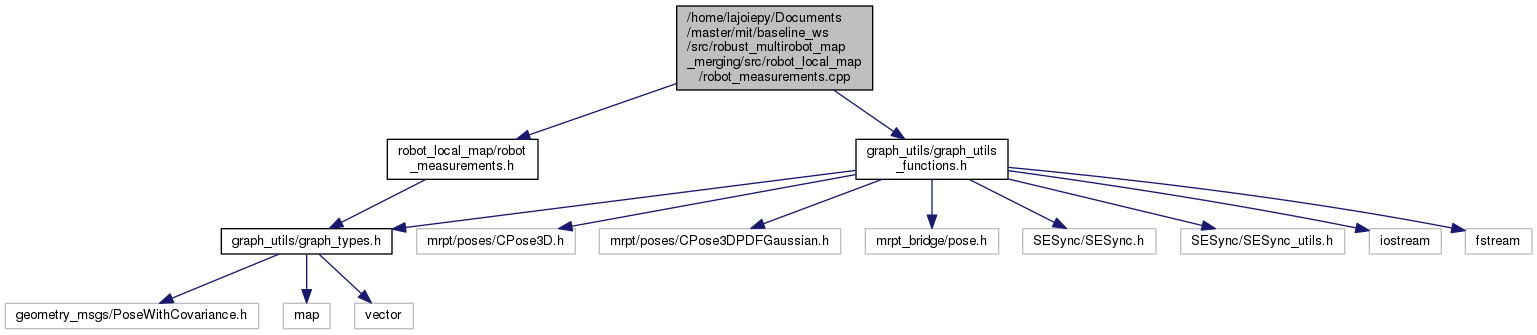 /home/lajoiepy/Documents
/master/mit/baseline_ws
/src/robust_multirobot_map
_merging/src/robot_local_map
/robot_measurements.cpp
robot_local_map/robot
_measurements.h
graph_utils/graph_utils
_functions.h
graph_utils/graph_types.h
mrpt/poses/CPose3D.h
mrpt/poses/CPose3DPDFGaussian.h
mrpt_bridge/pose.h
SESync/SESync.h
SESync/SESync_utils.h
iostream
fstream
geometry_msgs/PoseWithCovariance.h
map
vector